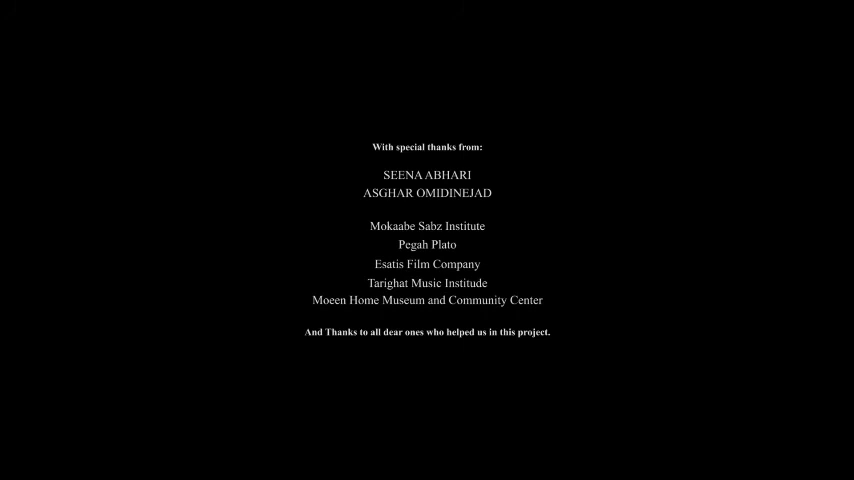 With special thanks from:
SEENA ABHARI
ASGHAR OMIDINEJAD
Mokaabe Sabz Institute
Pegah Plato
Esatis Film Company
Tarighat Music Institude
Moeen Home Museum and Community Center
And Thanks to all dear ones who helped us in this project.